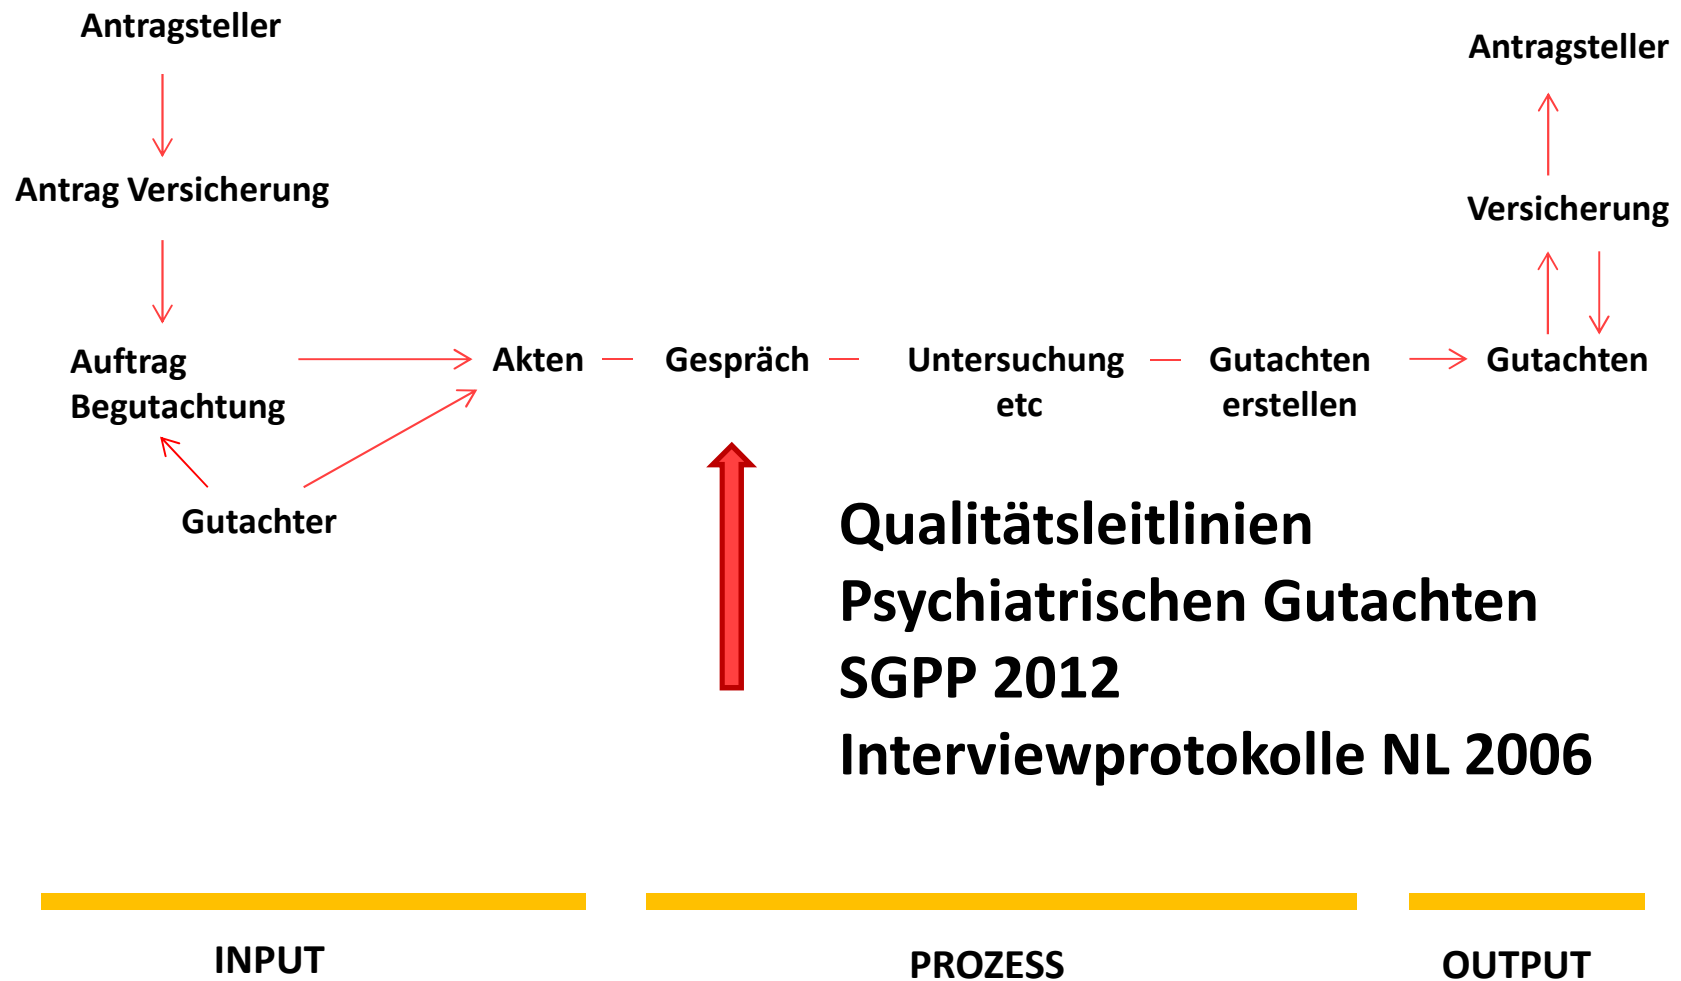 Antragsteller
Antragsteller
Antrag Versicherung
Versicherung
Auftrag
Begutachtung
Akten
Gespräch
Untersuchung
etc
Gutachten
erstellen
Gutachten
Gutachter
Qualitätsleitlinien
Psychiatrischen Gutachten
SGPP 2012
Interviewprotokolle NL 2006
INPUT
PROZESS
OUTPUT